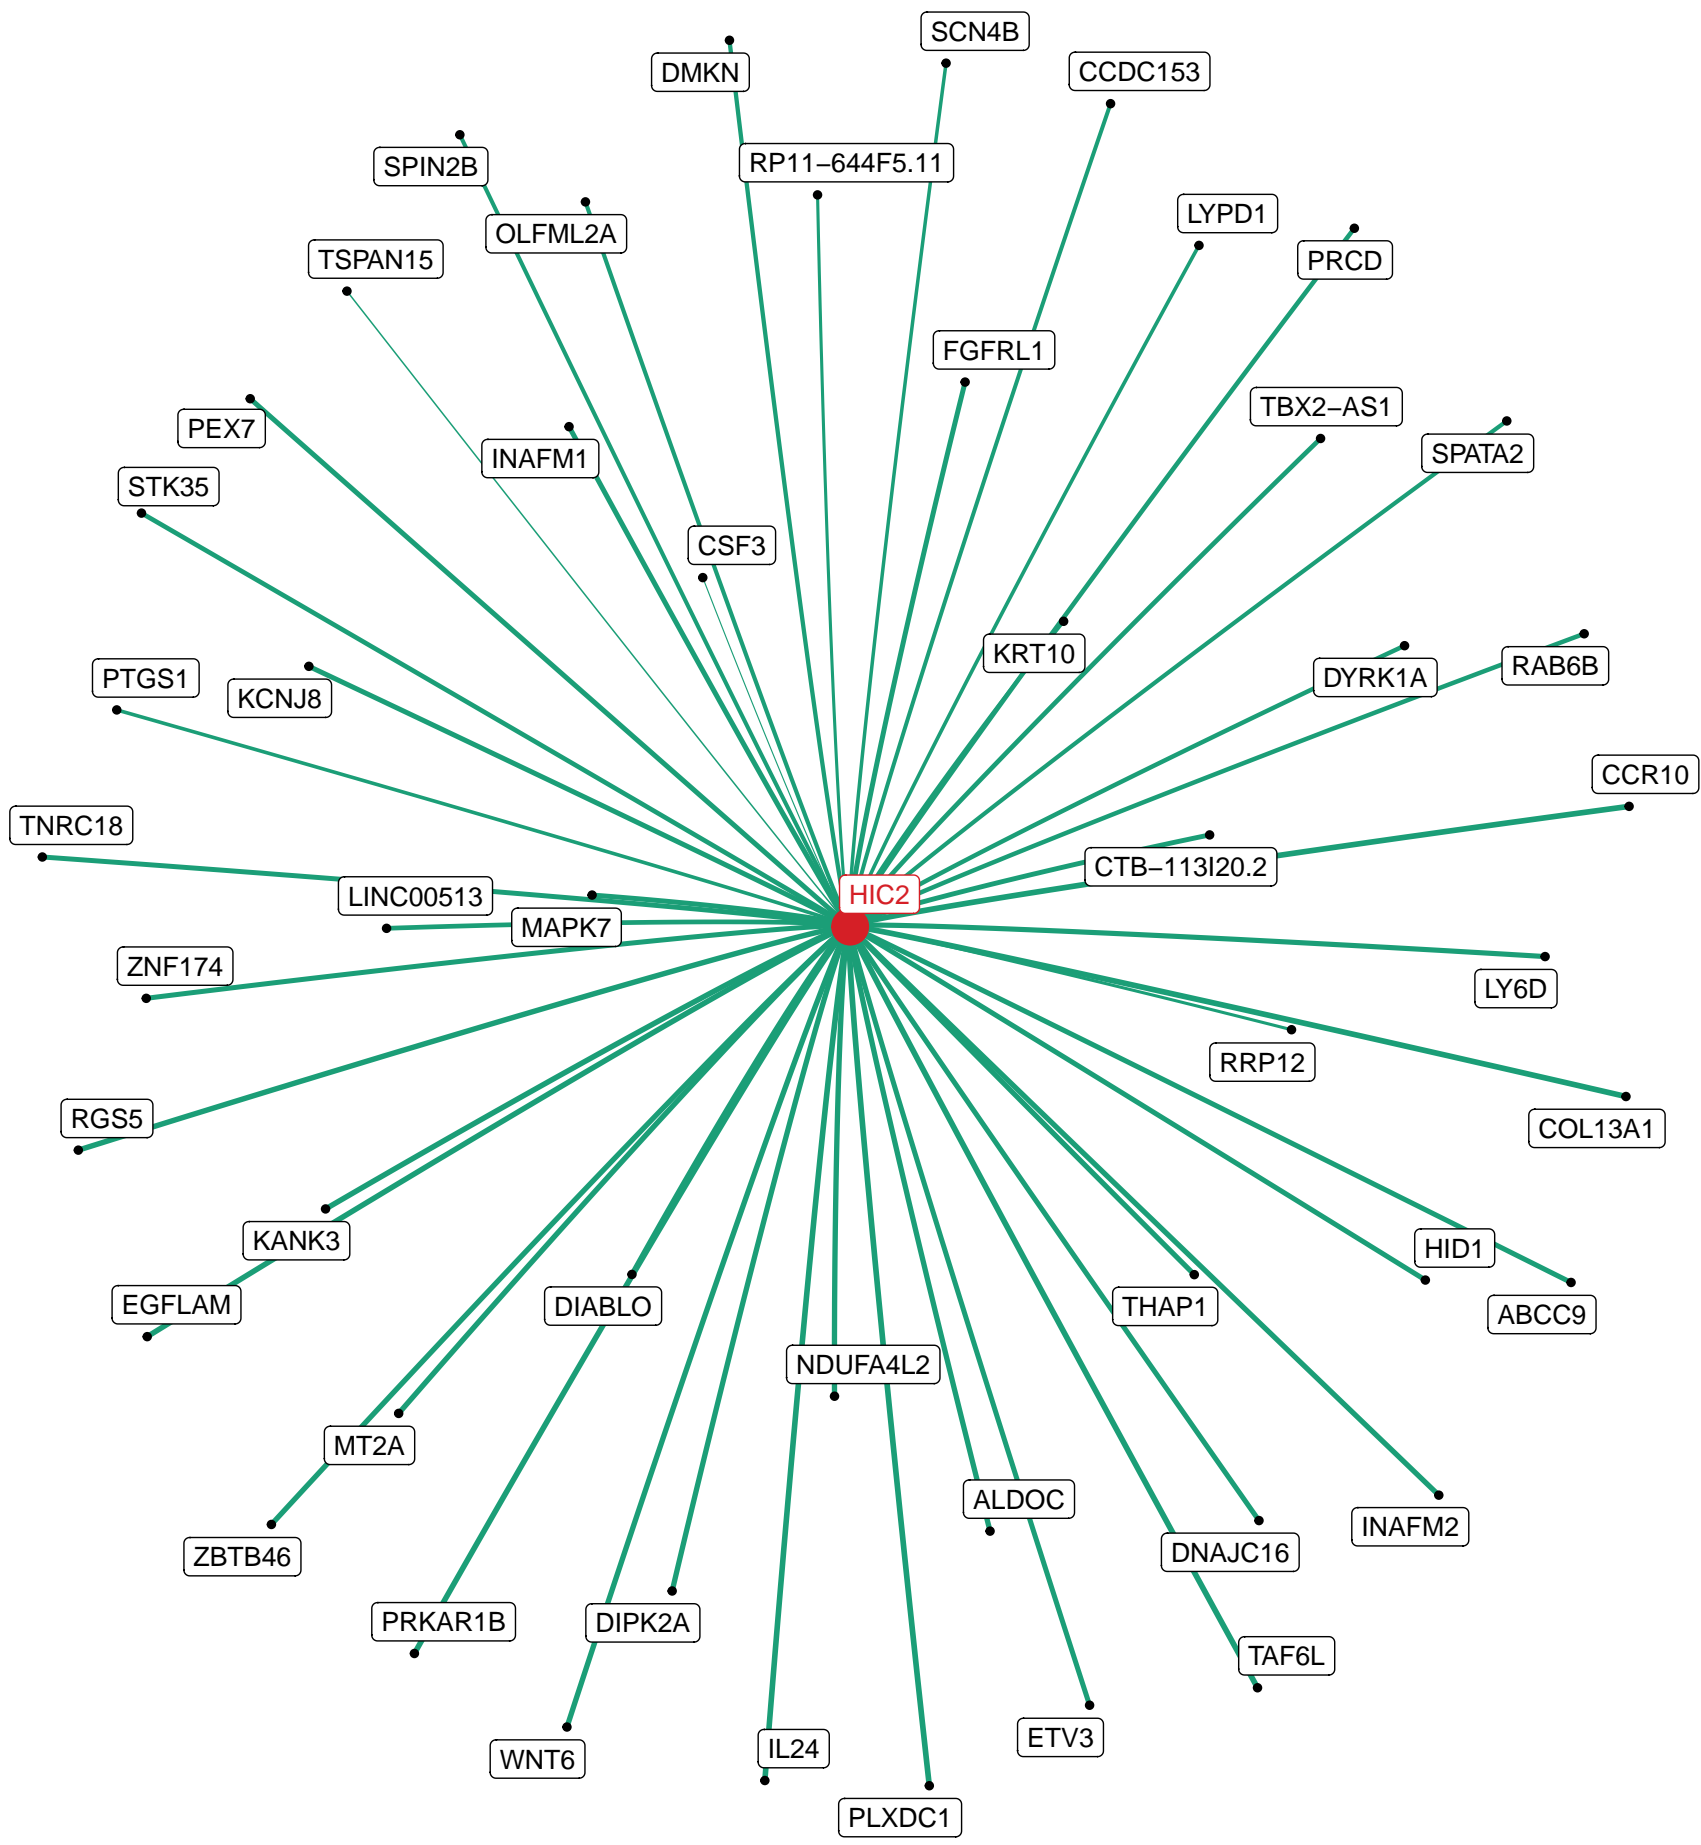 SCN4B
DMKN
CCDC153
RP11−644F5.11
SPIN2B
LYPD1
OLFML2A
TSPAN15
PRCD
FGFRL1
TBX2−AS1
PEX7
SPATA2
INAFM1
STK35
CSF3
KRT10
RAB6B
DYRK1A
PTGS1
KCNJ8
CCR10
TNRC18
CTB−113I20.2
HIC2
LINC00513
MAPK7
ZNF174
LY6D
RRP12
RGS5
COL13A1
KANK3
HID1
EGFLAM
DIABLO
THAP1
ABCC9
NDUFA4L2
MT2A
ALDOC
INAFM2
DNAJC16
ZBTB46
PRKAR1B
DIPK2A
TAF6L
ETV3
IL24
WNT6
PLXDC1